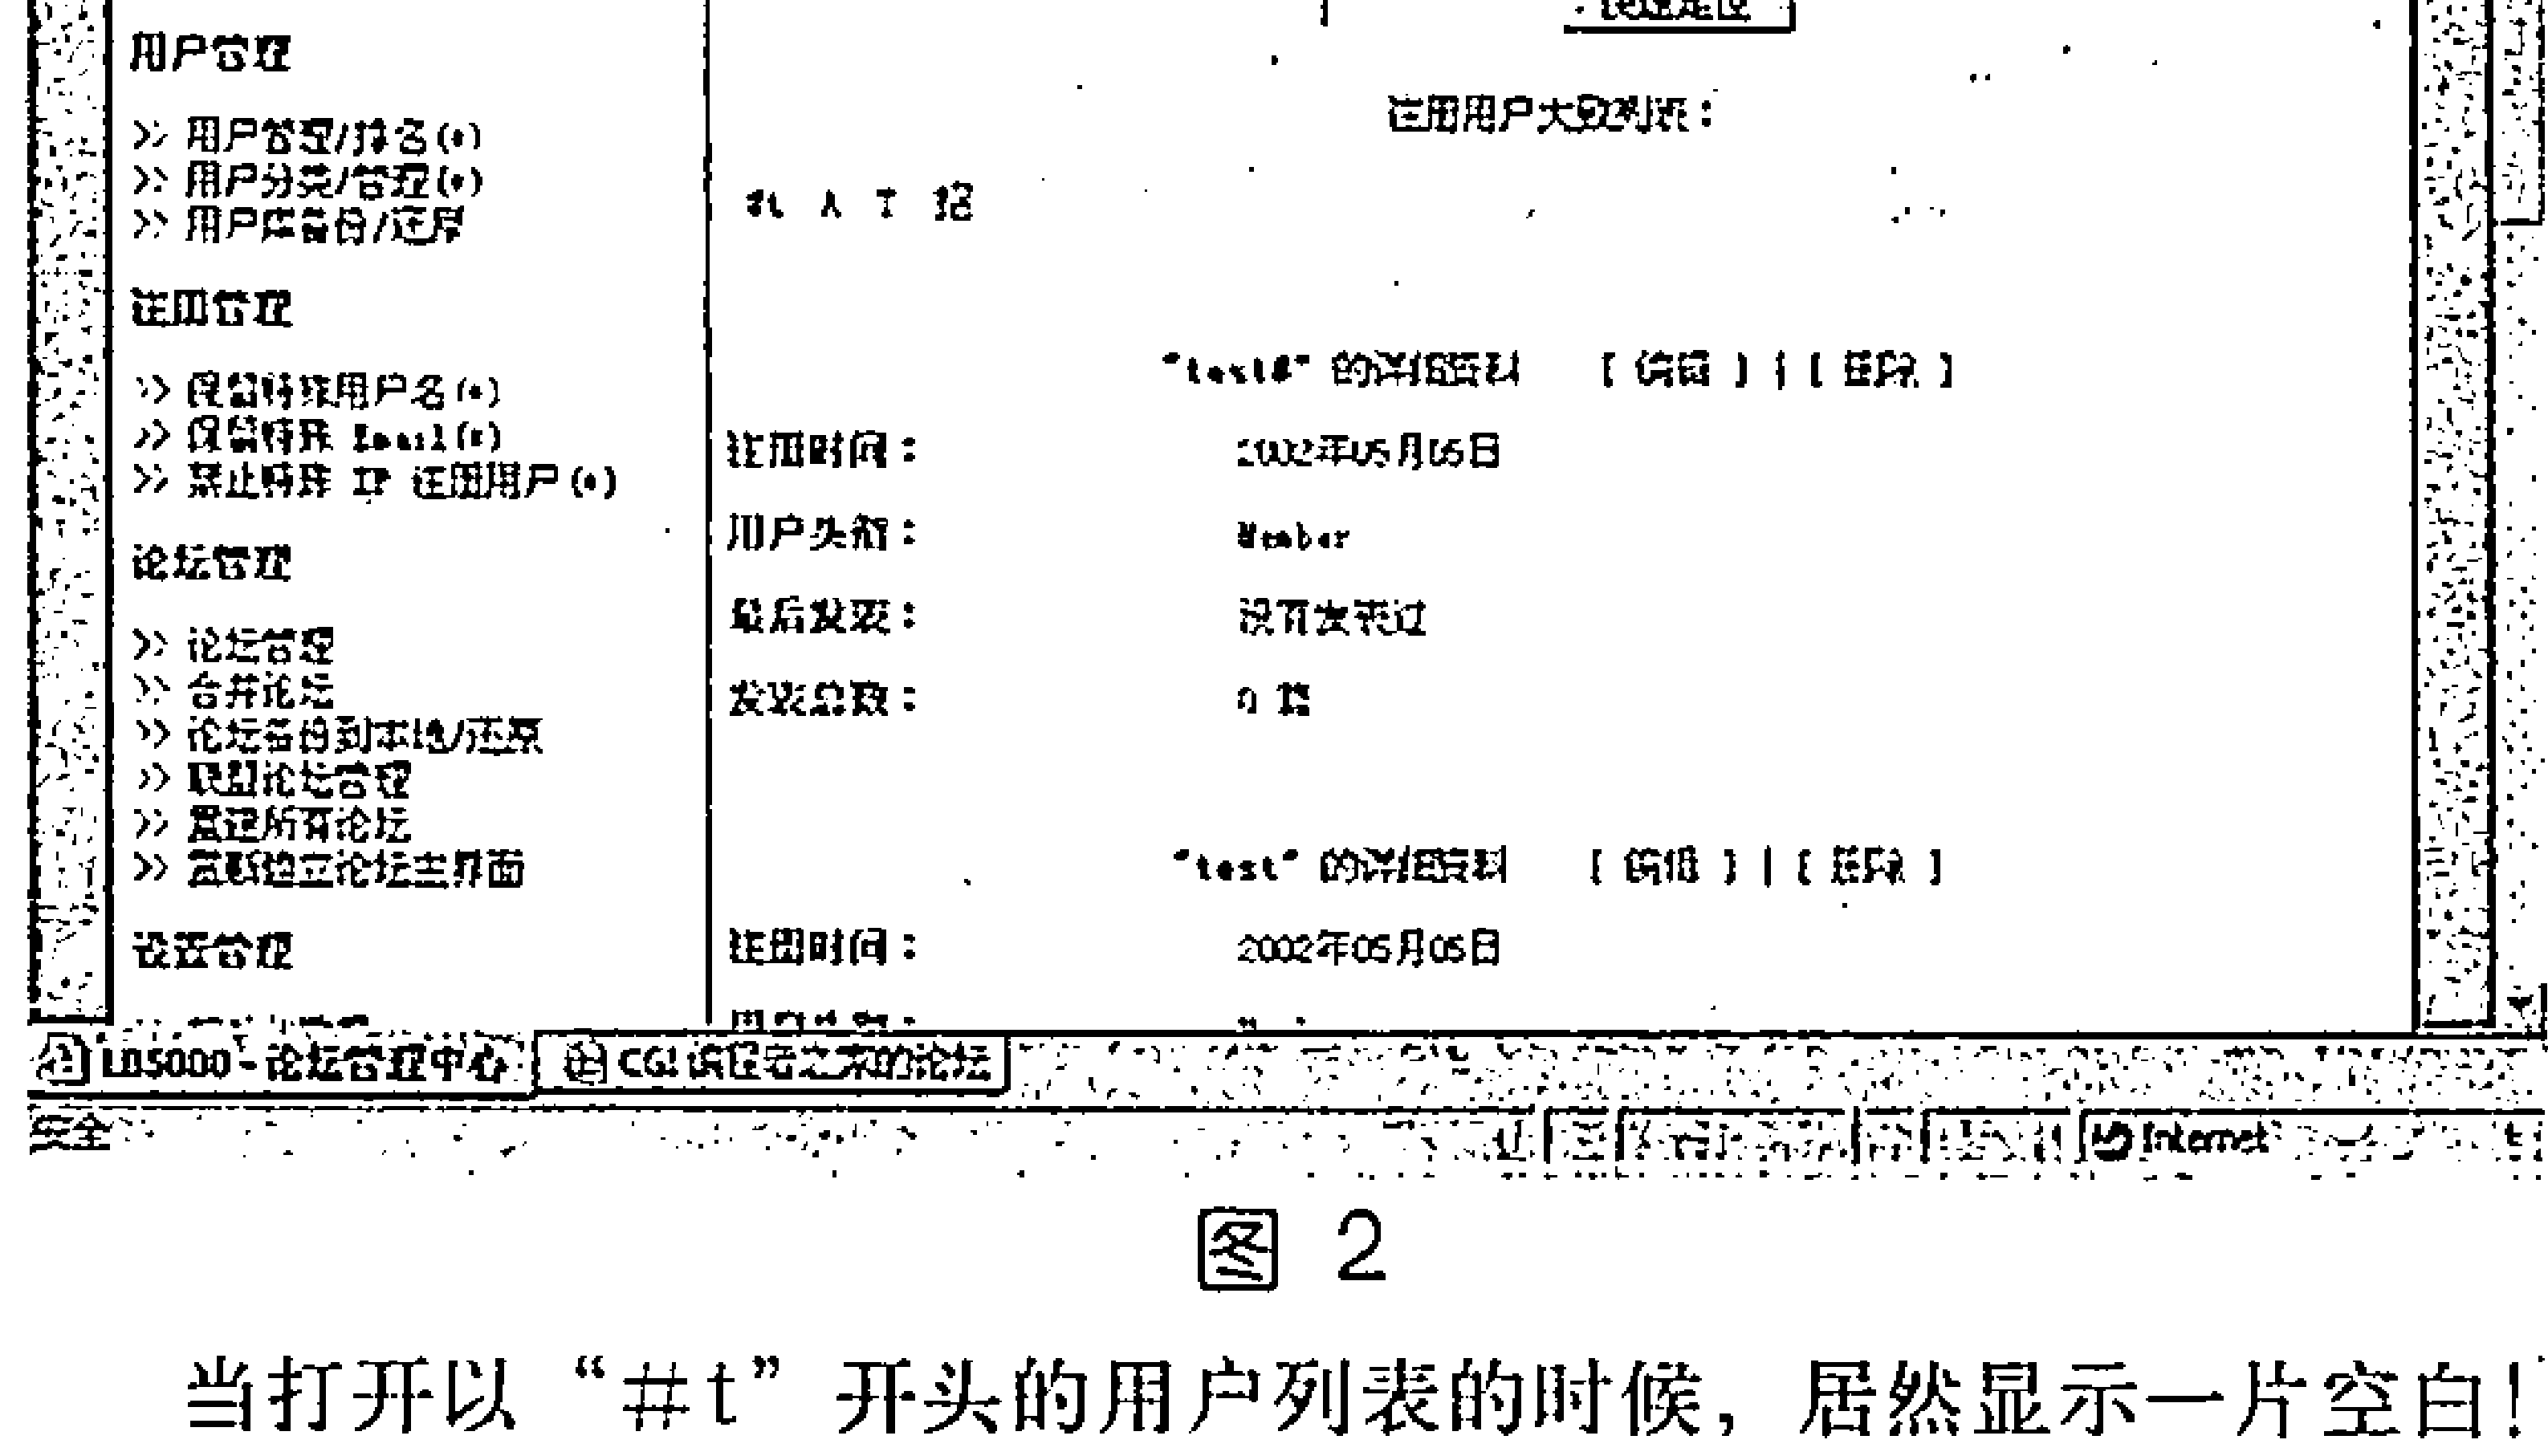 快速定位
用户管理
注册用户大致列表：
>> 用户管理/排名(*)
>> 用户分类/管理(*)
>> 用户库备份/还原
#t A T 绍
注册管理
"test#" 的详细资料 [ 编辑 ] | [ 删除 ]
>> 保留特殊用户名(*)
>> 保留特殊 Email(*)
>> 禁止特殊 IP 注册用户(*)
注册时间： 2002年05月05日
用户头衔： Member
论坛管理
最后发表： 没有发表过
>> 论坛管理
>> 合并论坛
发表总数： 0 篇
>> 论坛备份到本地/还原
>> 联盟论坛管理
>> 重建所有论坛
>> 重新建立论坛主界面
"test" 的详细资料 [ 编辑 ] | [ 删除 ]
设置管理
注册时间： 2002年05月05日
LB5000 - 论坛管理中心
CGI 编程者之家的论坛
安全
Internet
图 2
当打开以“#t”开头的用户列表的时候，居然显示一片空白！